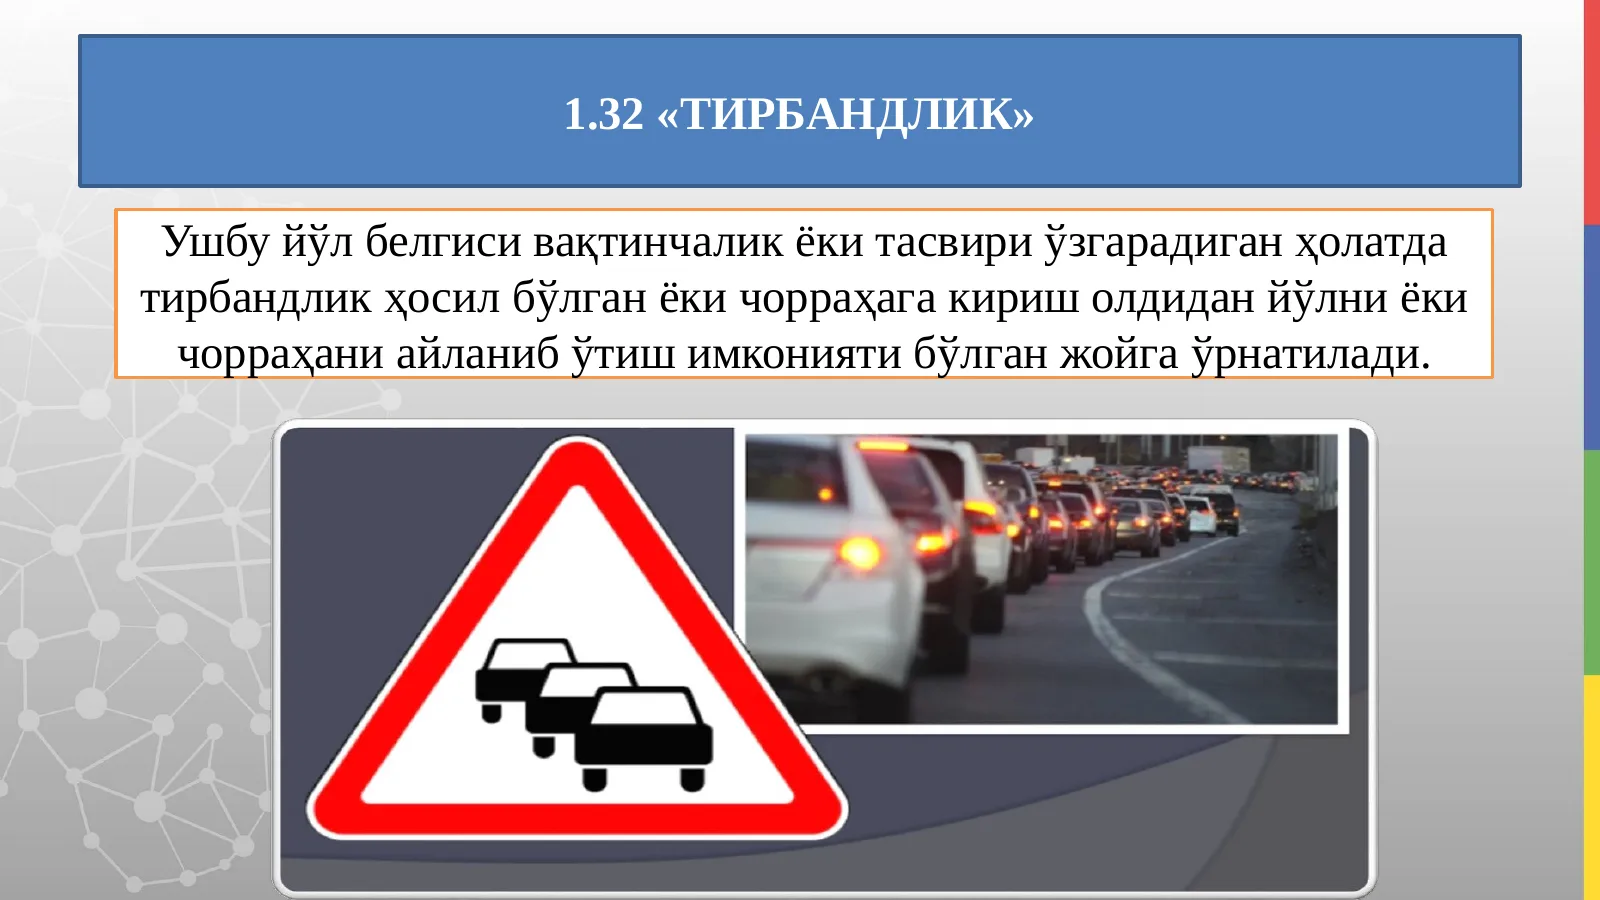 1.32 «ТИРБАНДЛИК»
Ушбу йўл белгиси вақтинчалик ёки тасвири ўзгарадиган ҳолатда
тирбандлик ҳосил бўлган ёки чорраҳага кириш олдидан йўлни ёки
чорраҳани айланиб ўтиш имконияти бўлган жойга ўрнатилади.